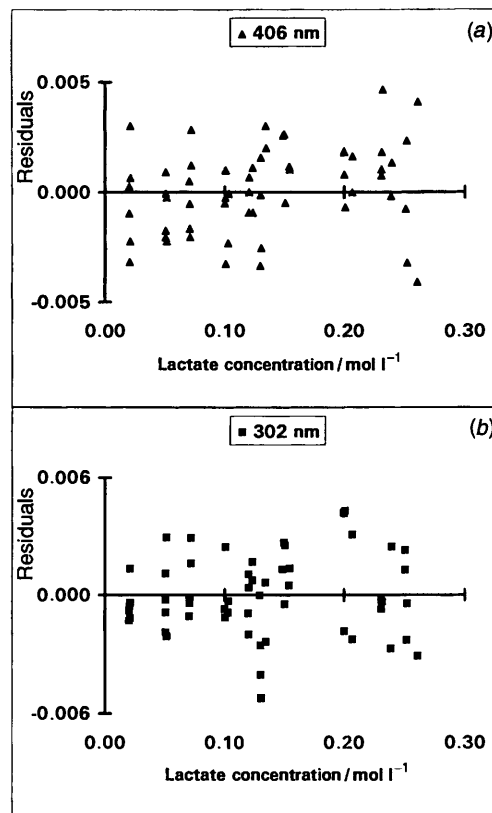 (a)
▲ 406 nm
Residuals
0.005
0.000
-0.005
0.00 0.10 0.20 0.30
Lactate concentration/mol l⁻¹
(b)
■ 302 nm
Residuals
0.006
0.000
-0.006
0.00 0.10 0.20 0.30
Lactate concentration/mol l⁻¹